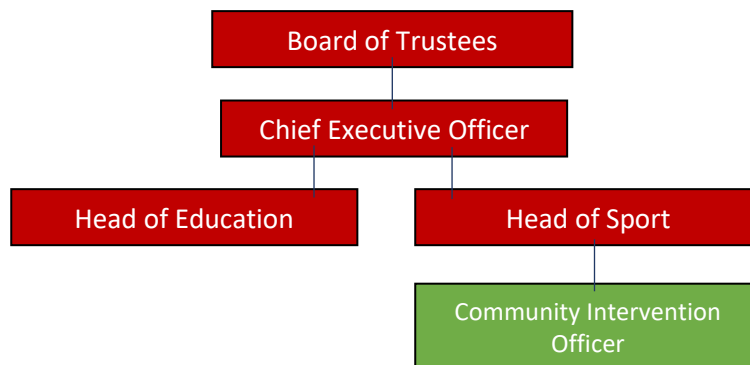 Board of Trustees
Chief Executive Officer
Head of Education
Head of Sport
Community Intervention
Officer